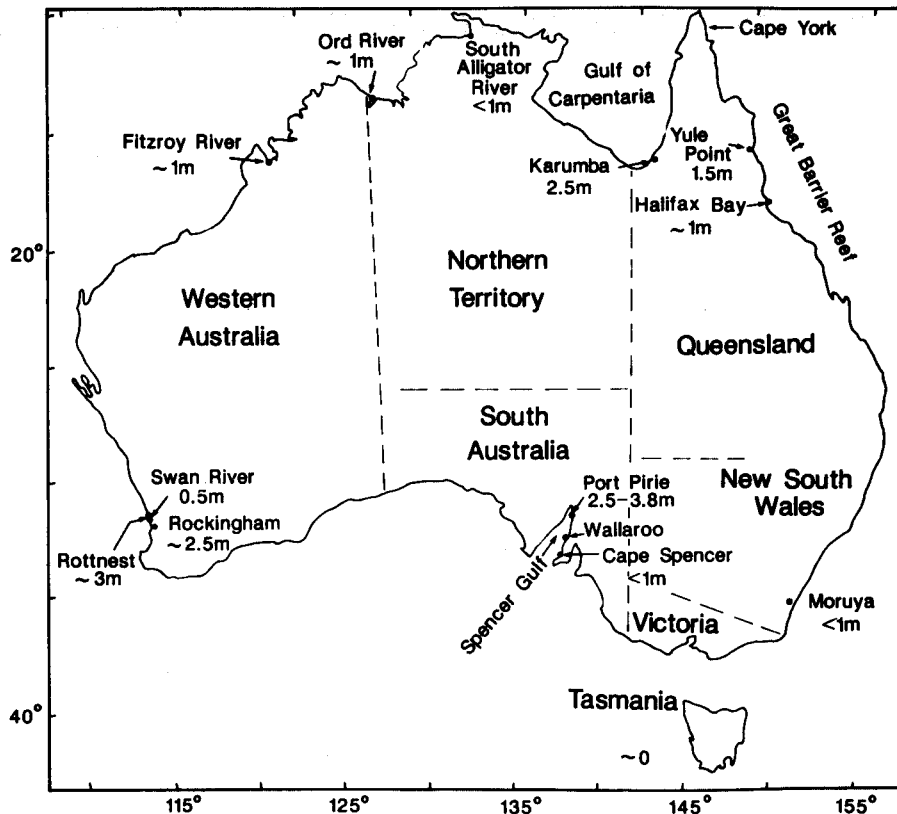 Ord River
~ 1m
South
Alligator
River
<1m
Cape York
Gulf of
Carpentaria
Fitzroy River
~ 1m
Karumba
2.5m
Yule
Point
1.5m
Great Barrier Reef
Halifax Bay
~ 1m
20°
Western
Australia
Northern
Territory
Queensland
South
Australia
Swan River
0.5m
Rockingham
~ 2.5m
Rottnest
~ 3m
Port Pirie
2.5-3.8m
Wallaroo
Cape Spencer
<1m
Spencer Gulf
New South
Wales
Moruya
<1m
Victoria
Tasmania
~ 0
40°
115°
125°
135°
145°
155°